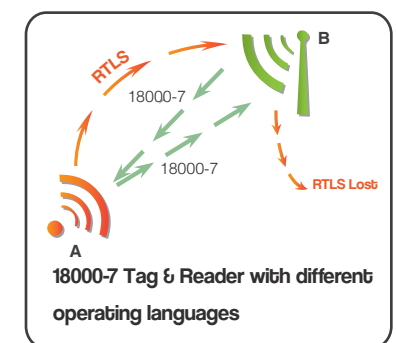 B
RTLS
18000-7
18000-7
RTLS Lost
A
18000-7 Tag & Reader with different
operating languages